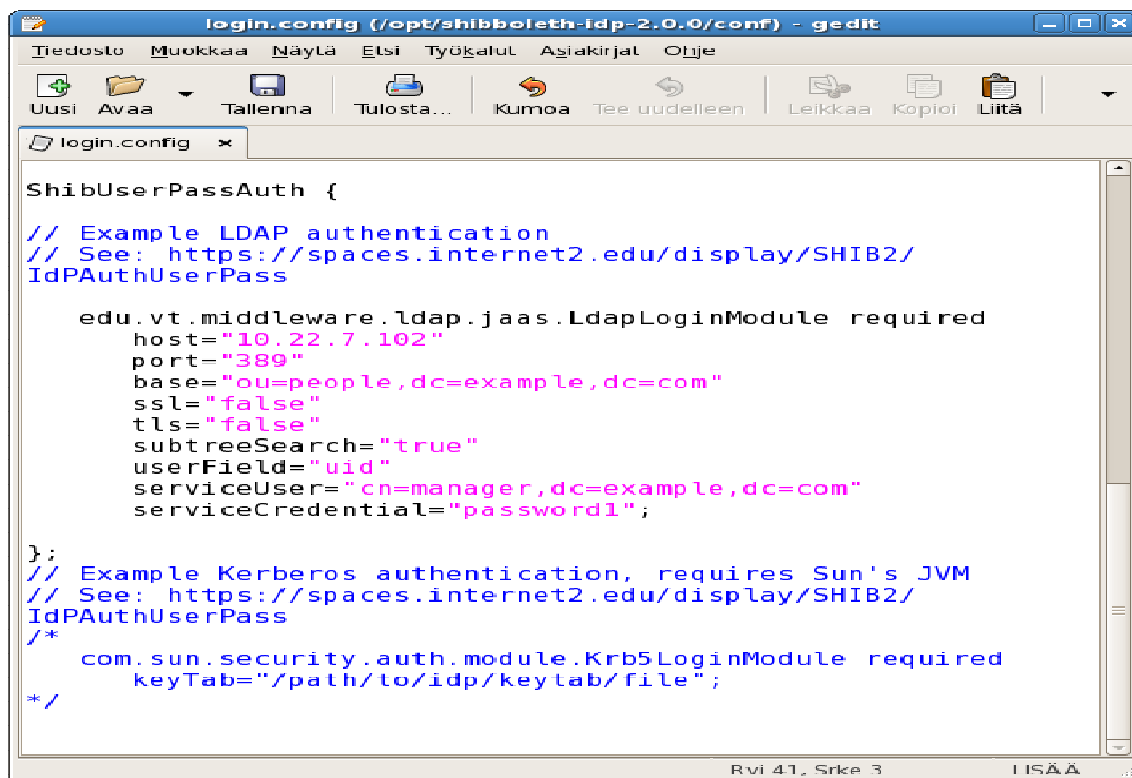 login.config (/opt/shibboleth-idp-2.0.0/conf) - gedit
Tiedosto Muokkaa Näytä Etsi Työkalut Asiakirjat Ohje
Uusi Avaa Tallenna Tulosta... Kumoa Tee uudelleen Leikkaa Kopioi Liitä
login.config
ShibUserPassAuth {
// Example LDAP authentication
// See: https://spaces.internet2.edu/display/SHIB2/
IdPAuthUserPass
edu.vt.middleware.ldap.jaas.LdapLoginModule required
host="10.22.7.102"
port="389"
base="ou=people,dc=example,dc=com"
ssl="false"
tls="false"
subtreeSearch="true"
userField="uid"
serviceUser="cn=manager,dc=example,dc=com"
serviceCredential="password1";
};
// Example Kerberos authentication, requires Sun's JVM
// See: https://spaces.internet2.edu/display/SHIB2/
IdPAuthUserPass
/*
com.sun.security.auth.module.Krb5LoginModule required
keyTab="/path/to/idp/keytab/file";
*/
Rvi 41, Srke 3 LISÄÄ